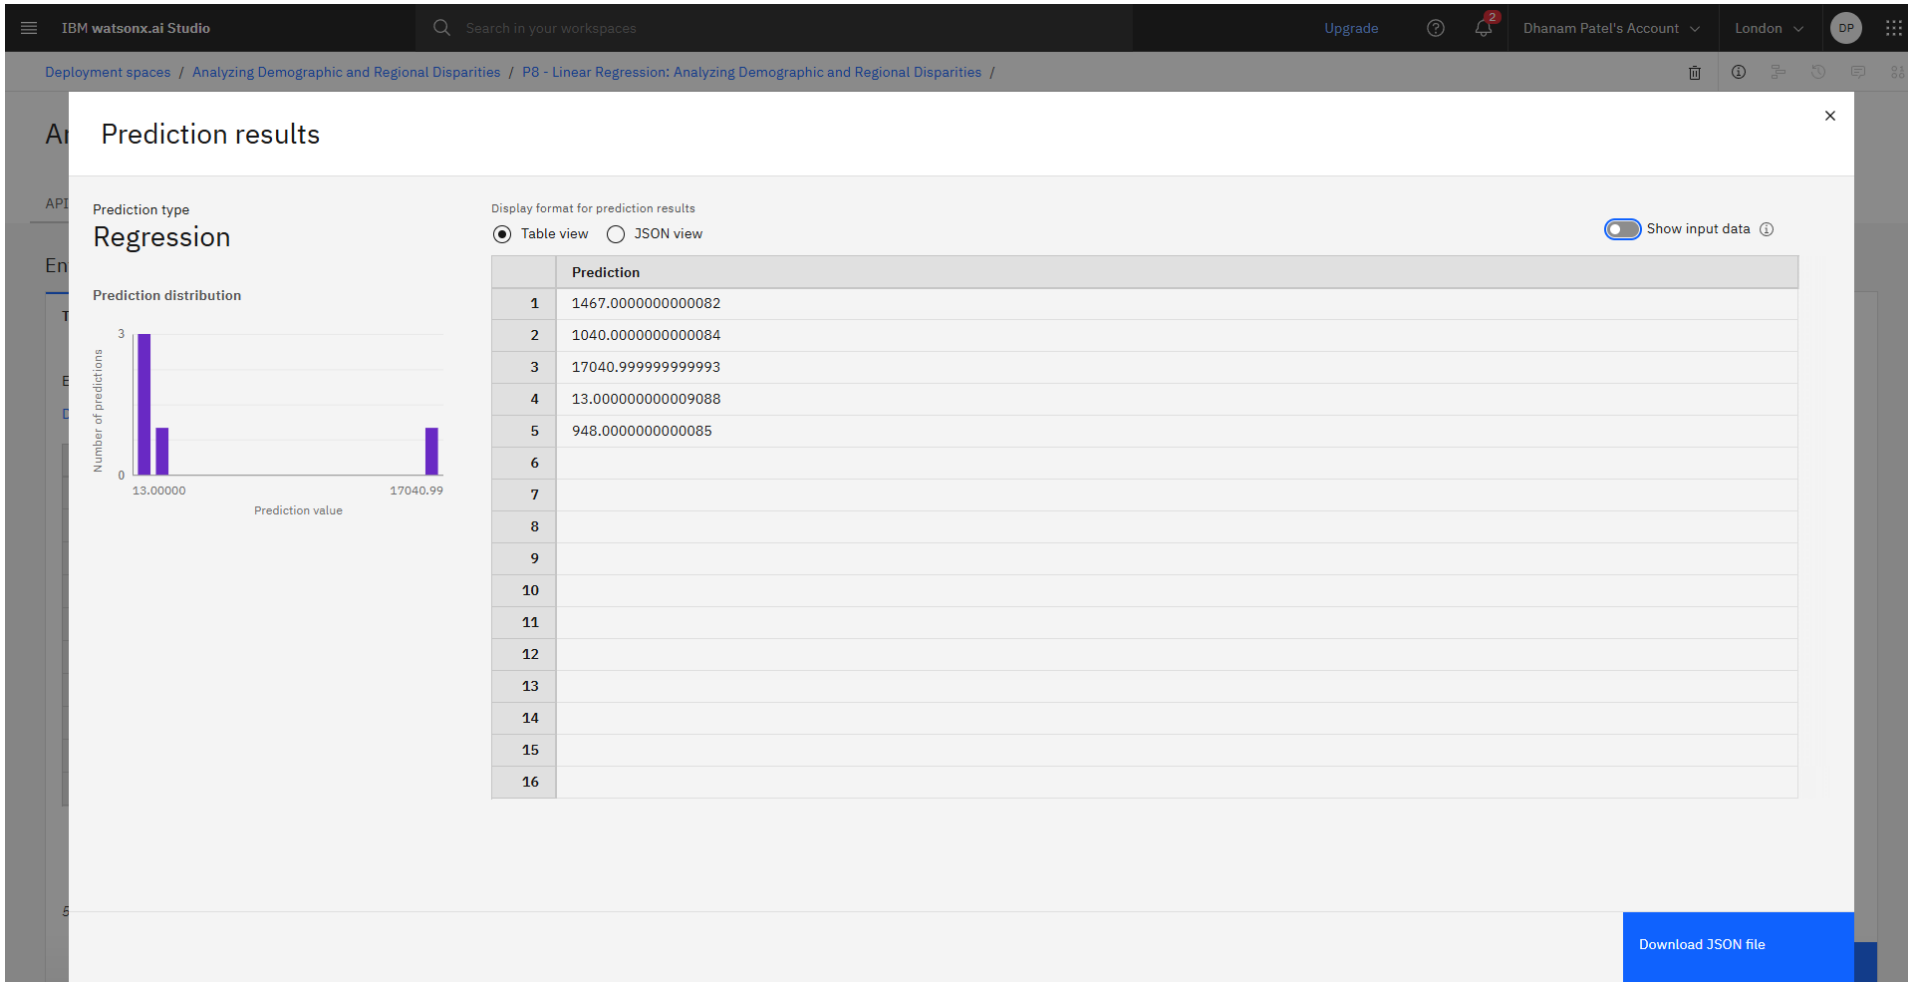 IBM watsonx.ai Studio
Search in your workspaces
Upgrade
2
Dhanam Patel's Account
London
DP
Deployment spaces / Analyzing Demographic and Regional Disparities / P8 - Linear Regression: Analyzing Demographic and Regional Disparities /
Prediction results
API
En
Prediction type
Regression
Prediction distribution
3
0
Number of predictions
13.00000 17040.99
Prediction value
Display format for prediction results
Table view JSON view
Show input data
Prediction
1 1467.0000000000082
2 1040.0000000000084
3 17040.999999999993
4 13.000000000009088
5 948.0000000000085
6
7
8
9
10
11
12
13
14
15
16
Download JSON file